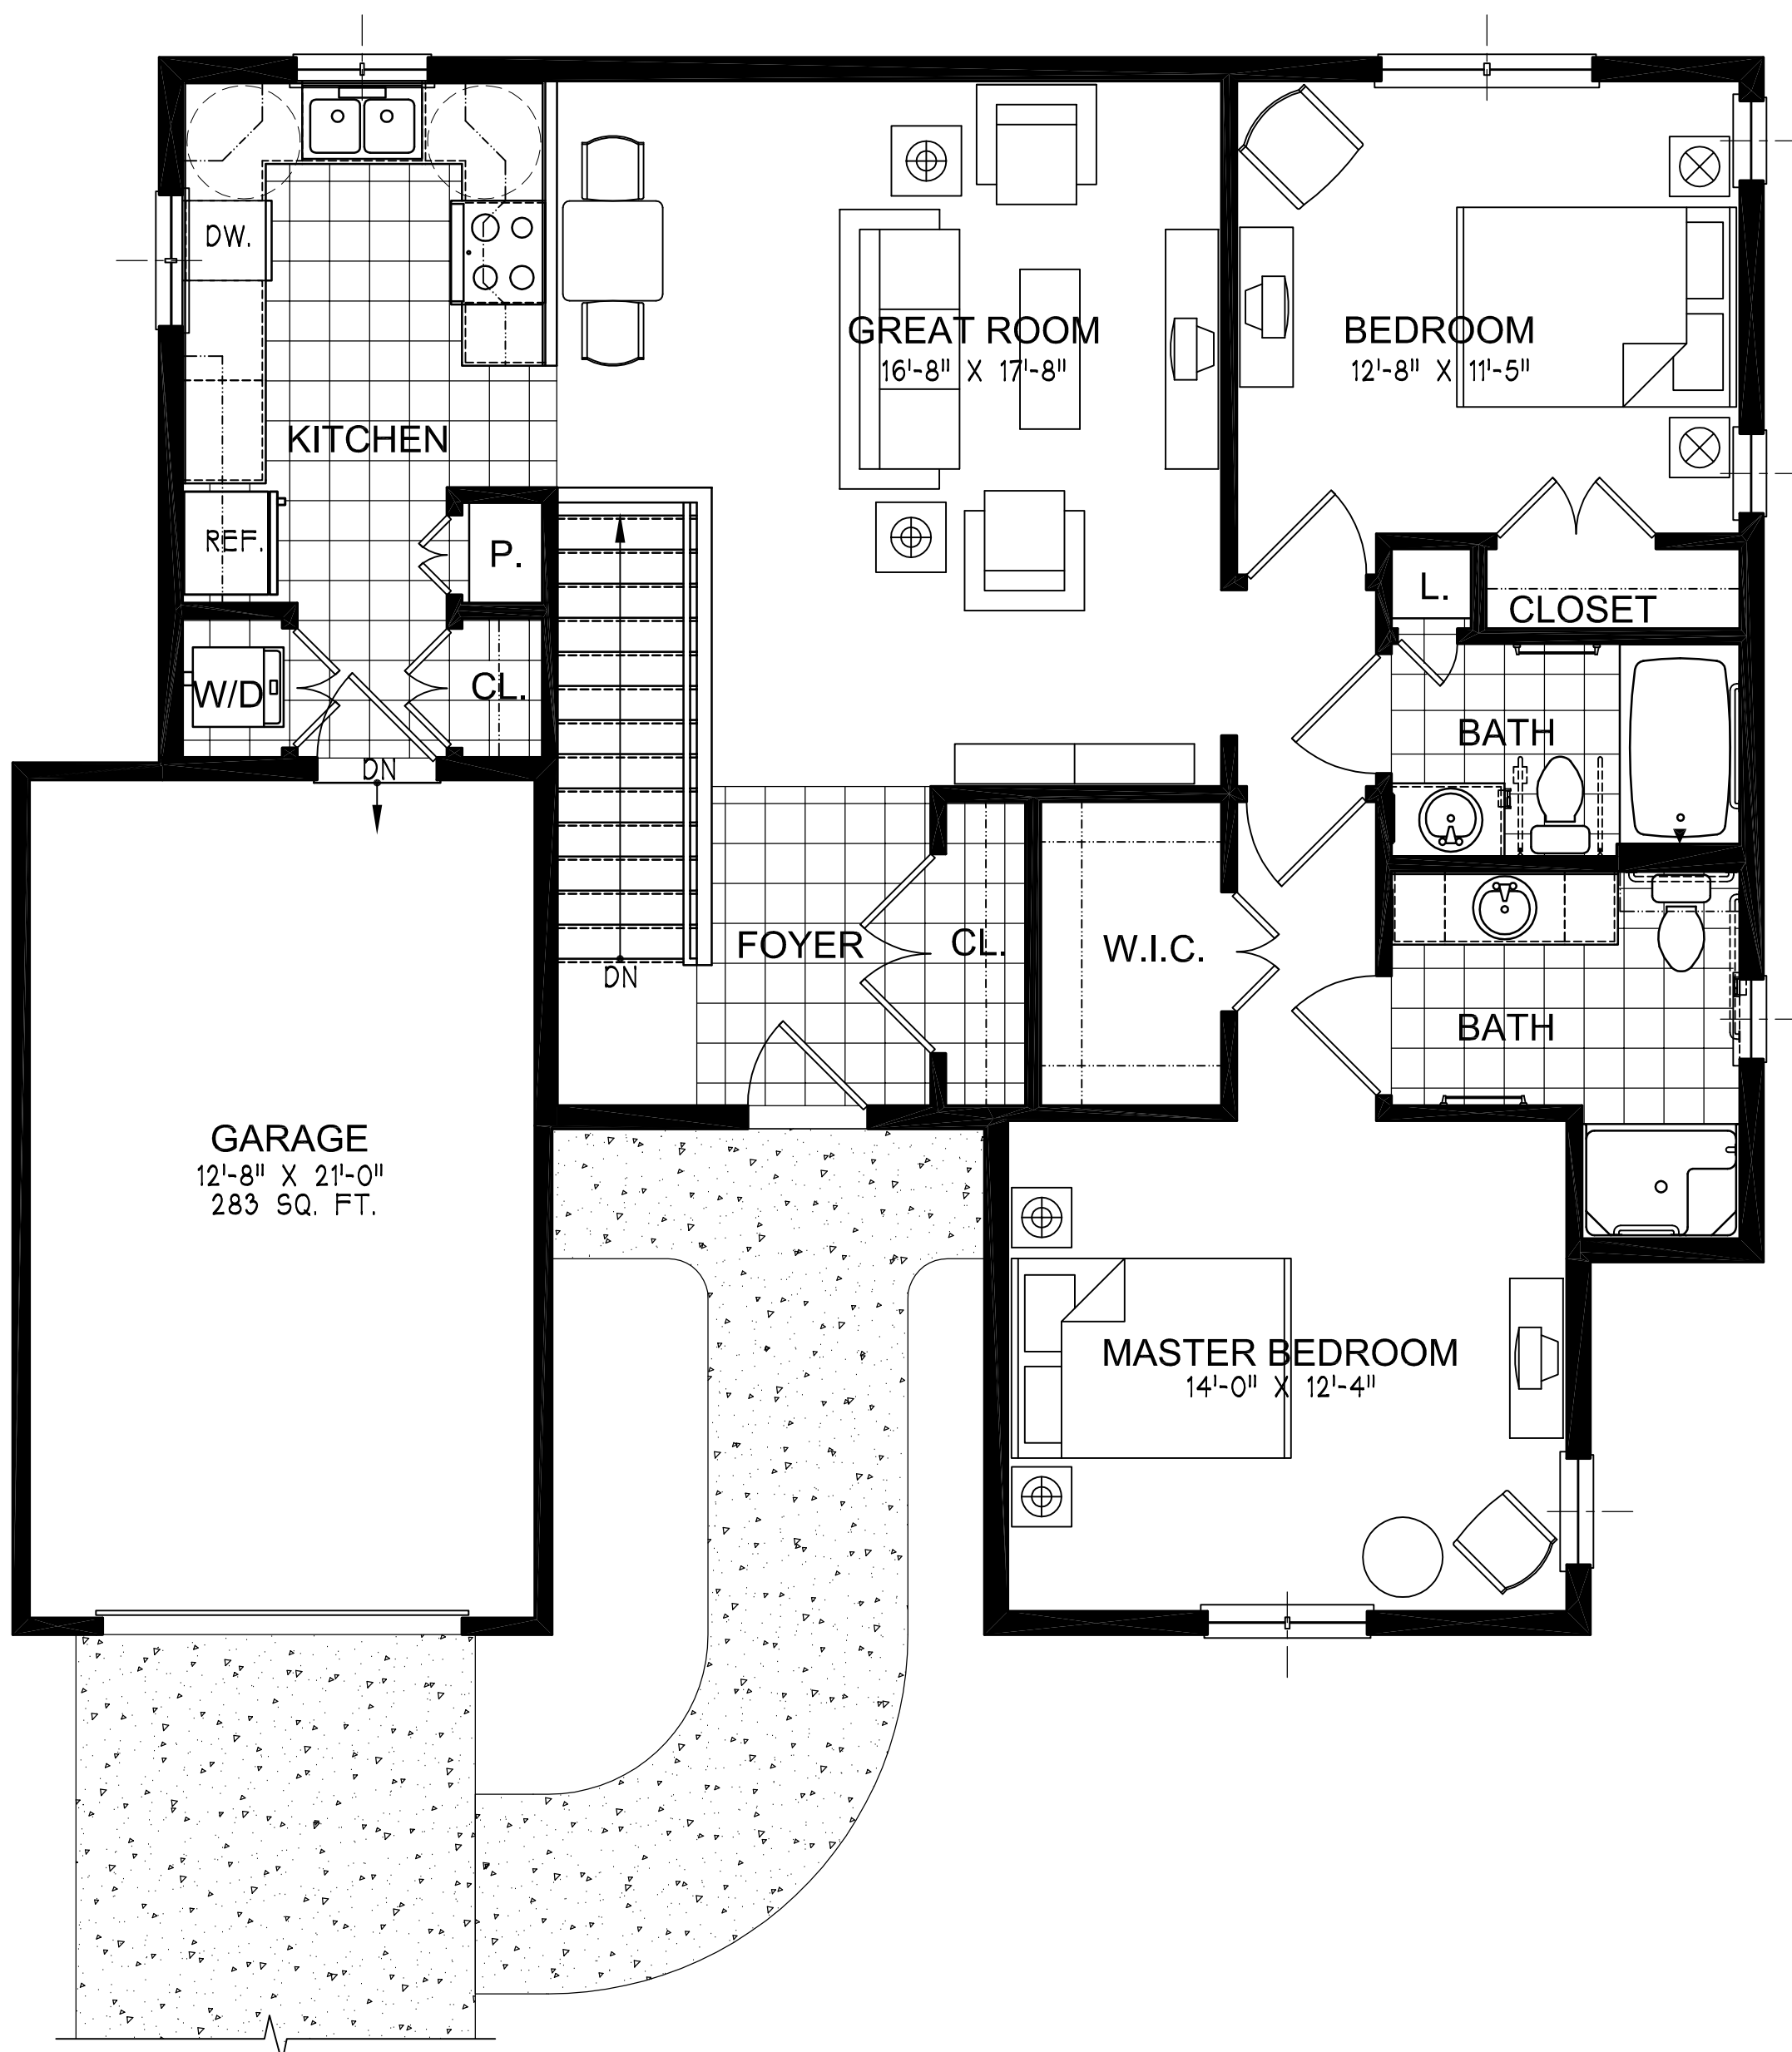 DW.
GREAT ROOM
16'-8" X 17'-8"
BEDROOM
12'-8" X 11'-5"
KITCHEN
REF.
P.
L.
CLOSET
W/D
CL.
BATH
DN
FOYER
CL.
W.I.C.
DN
BATH
GARAGE
12'-8" X 21'-0"
283 SQ. FT.
MASTER BEDROOM
14'-0" X 12'-4"